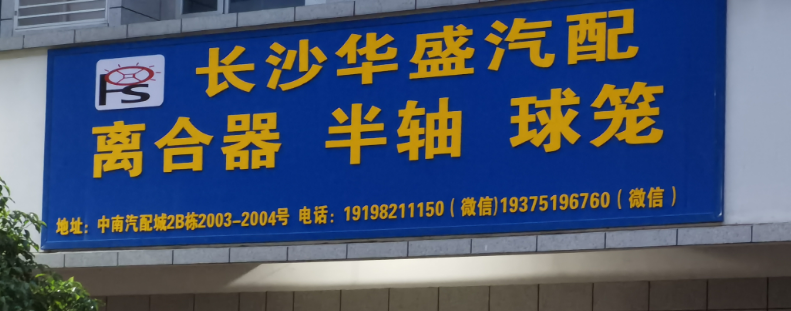 HS
长沙华盛汽配
离合器 半轴 球笼
地址：中南汽配城2B栋2003-2004号 电话：19198211150（微信)19375196760（微信）